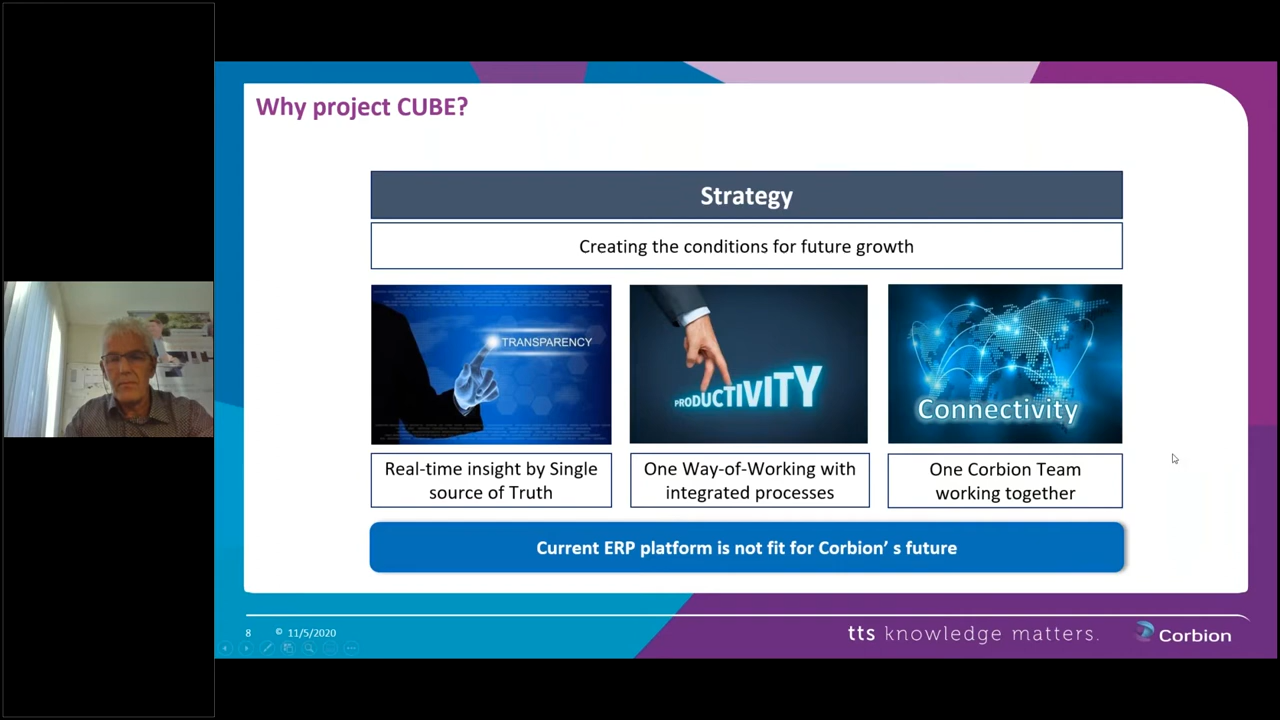 Why project CUBE?
Strategy
Creating the conditions for future growth
TRANSPARENCY
PRODUCTIVITY
Connectivity
Real-time insight by Single
source of Truth
One Way-of-Working with
integrated processes
One Corbion Team
working together
Current ERP platform is not fit for Corbion’ s future
8 © 11/5/2020
tts knowledge matters.
Corbion